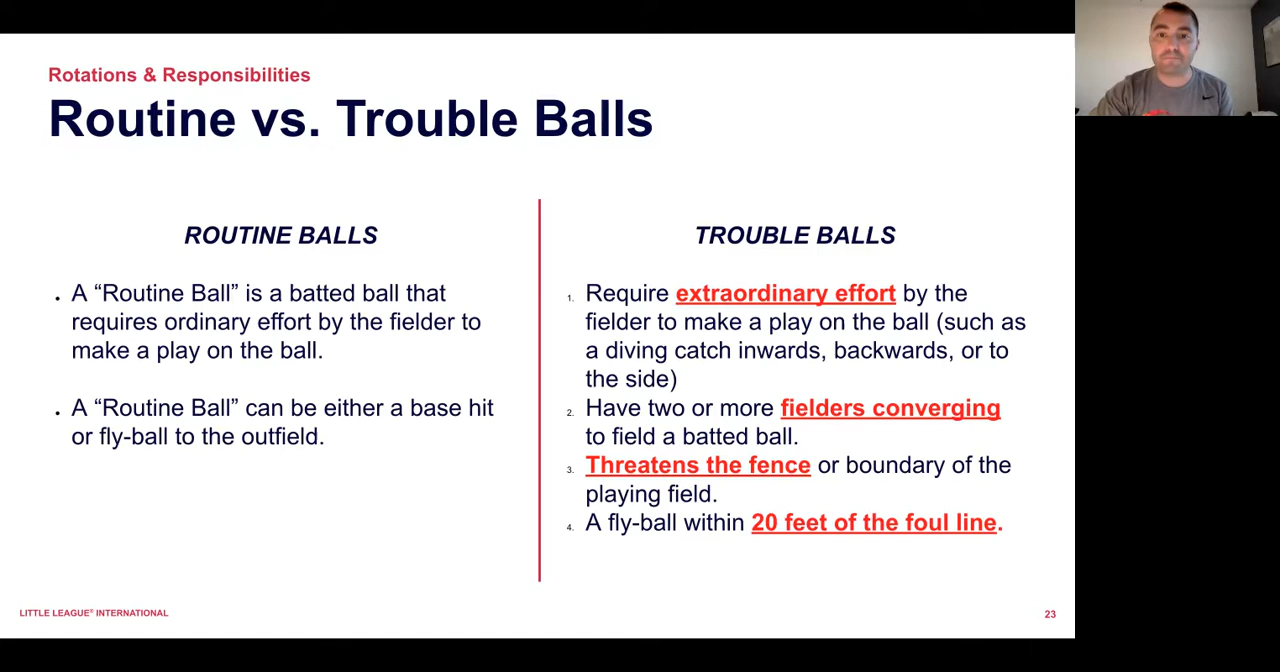 Rotations & Responsibilities
Routine vs. Trouble Balls
ROUTINE BALLS
• A “Routine Ball” is a batted ball that
requires ordinary effort by the fielder to
make a play on the ball.
• A “Routine Ball” can be either a base hit
or fly-ball to the outfield.
TROUBLE BALLS
1. Require extraordinary effort by the
fielder to make a play on the ball (such as
a diving catch inwards, backwards, or to
the side)
2. Have two or more fielders converging
to field a batted ball.
3. Threatens the fence or boundary of the
playing field.
4. A fly-ball within 20 feet of the foul line.
LITTLE LEAGUE® INTERNATIONAL
23